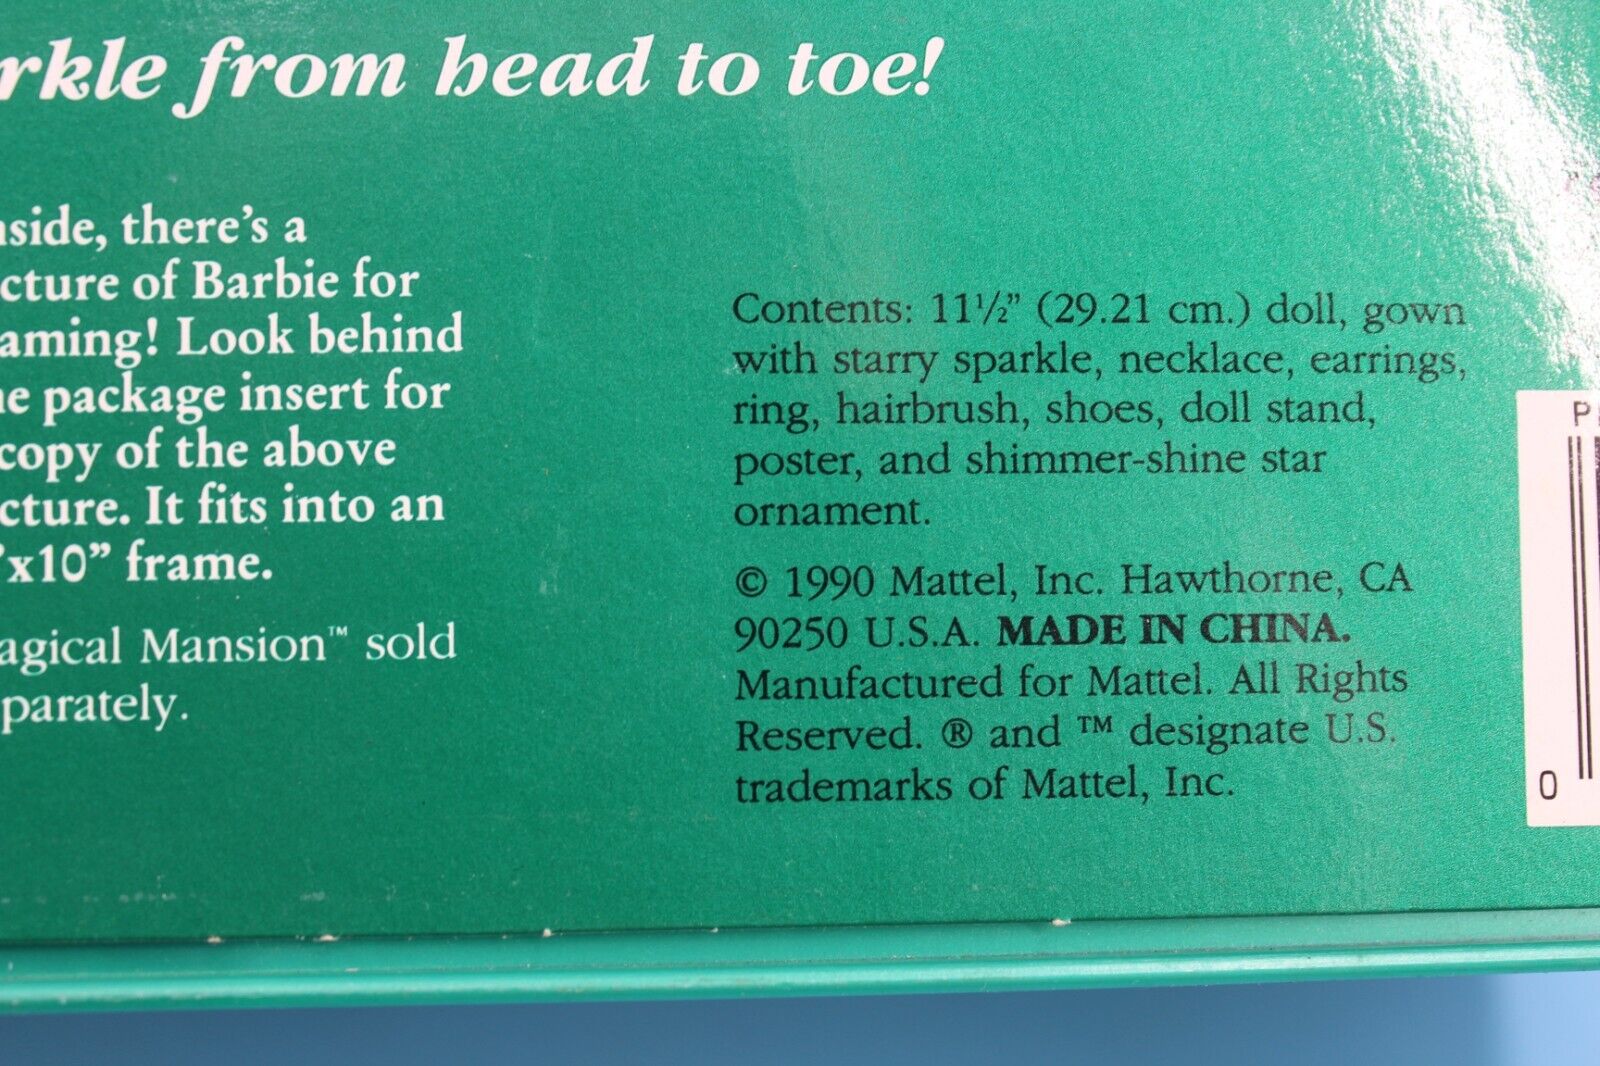 rkle from head to toe!
nside, there's a
cture of Barbie for
aming! Look behind
e package insert for
copy of the above
cture. It fits into an
"x10" frame.
agical Mansion™ sold
parately.
Contents: 11½" (29.21 cm.) doll, gown
with starry sparkle, necklace, earrings,
ring, hairbrush, shoes, doll stand,
poster, and shimmer-shine star
ornament.
© 1990 Mattel, Inc. Hawthorne, CA
90250 U.S.A. MADE IN CHINA.
Manufactured for Mattel. All Rights
Reserved. ® and ™ designate U.S.
trademarks of Mattel, Inc.
P
0